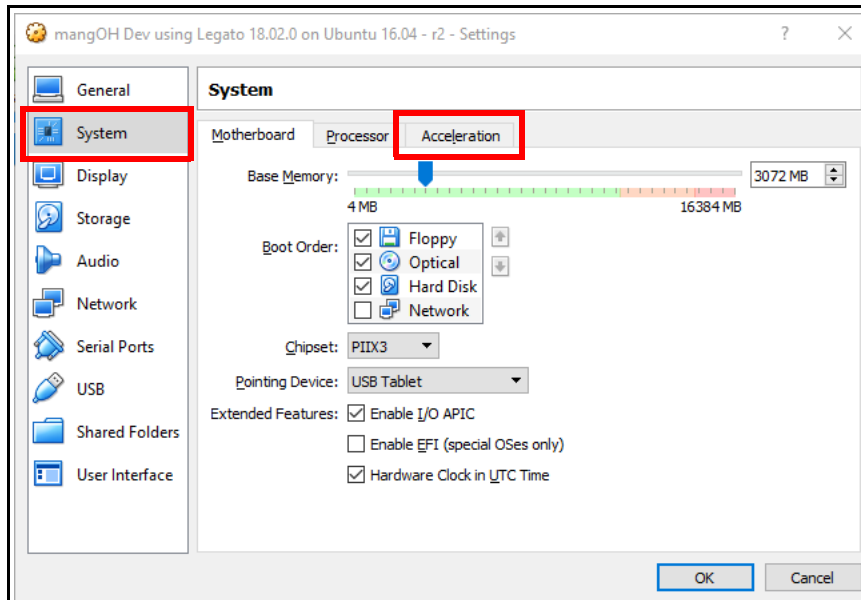 mangOH Dev using Legato 18.02.0 on Ubuntu 16.04 - r2 - Settings
General
System
Display
Storage
Audio
Network
Serial Ports
USB
Shared Folders
User Interface
System
Motherboard
Processor
Acceleration
Base Memory:
3072 MB
4 MB
16384 MB
Boot Order:
Floppy
Optical
Hard Disk
Network
Chipset:
PIIX3
Pointing Device:
USB Tablet
Extended Features:
Enable I/O APIC
Enable EFI (special OSes only)
Hardware Clock in UTC Time
OK
Cancel